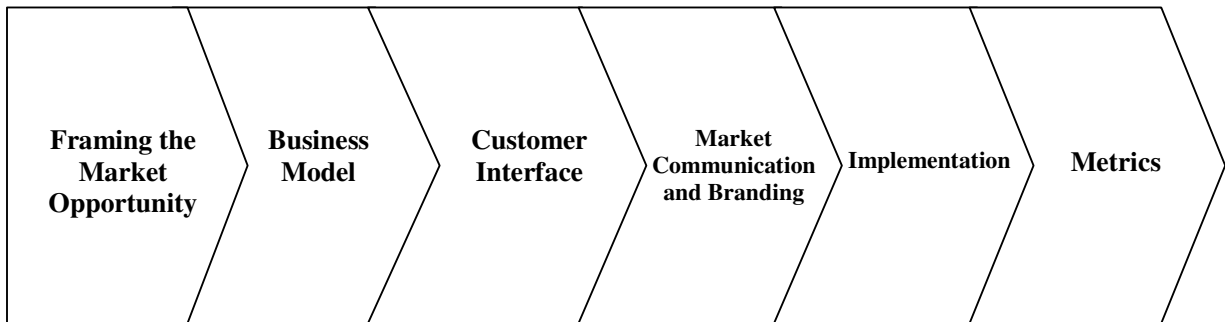 Framing the
Market
Opportunity
Business
Model
Customer
Interface
Market
Communication
and Branding
Implementation
Metrics